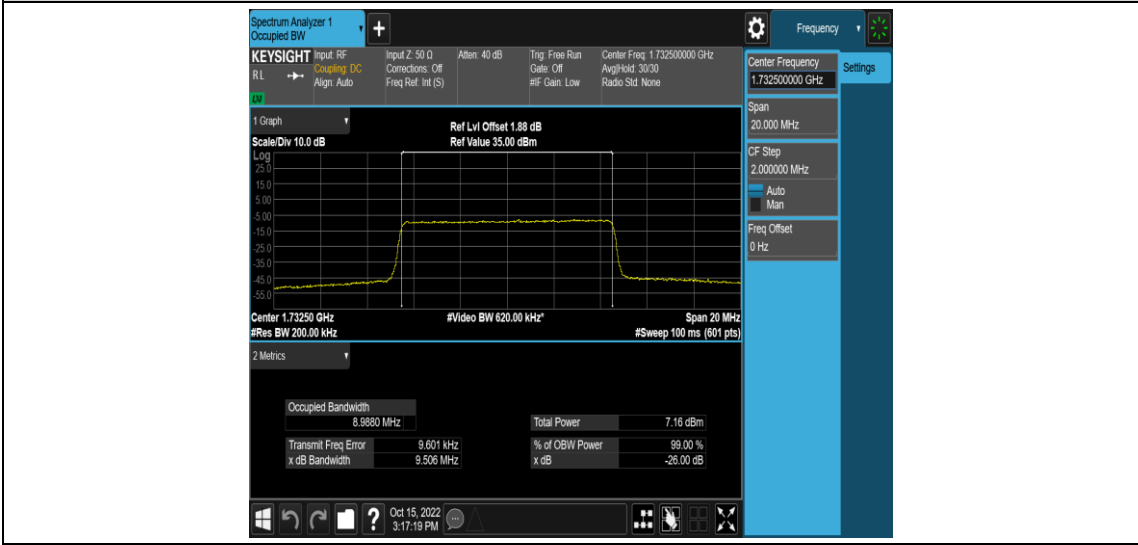 Spectrum Analyzer 1
Occupied BW
+
Frequency
KEYSIGHT
RL
LXI
Input: RF
Coupling: DC
Align: Auto
Input Z: 50 Ω
Corrections: Off
Freq Ref: Int (S)
Atten: 40 dB
Trig: Free Run
Gate: Off
#IF Gain: Low
Center Freq: 1.732500000 GHz
Avg|Hold: 30/30
Radio Std: None
Center Frequency
1.732500000 GHz
Settings
Span
20.000 MHz
CF Step
2.000000 MHz
Auto
Man
Freq Offset
0 Hz
1 Graph
Scale/Div 10.0 dB
Ref Lvl Offset 1.88 dB
Ref Value 35.00 dBm
Log
25.0
15.0
5.00
-5.00
-15.0
-25.0
-35.0
-45.0
-55.0
Center 1.73250 GHz
#Video BW 620.00 kHz*
Span 20 MHz
#Res BW 200.00 kHz
#Sweep 100 ms (601 pts)
2 Metrics
Occupied Bandwidth
8.9880 MHz
Total Power 7.16 dBm
Transmit Freq Error 9.601 kHz
% of OBW Power 99.00 %
x dB Bandwidth 9.506 MHz
x dB -26.00 dB
?
Oct 15, 2022
3:17:19 PM